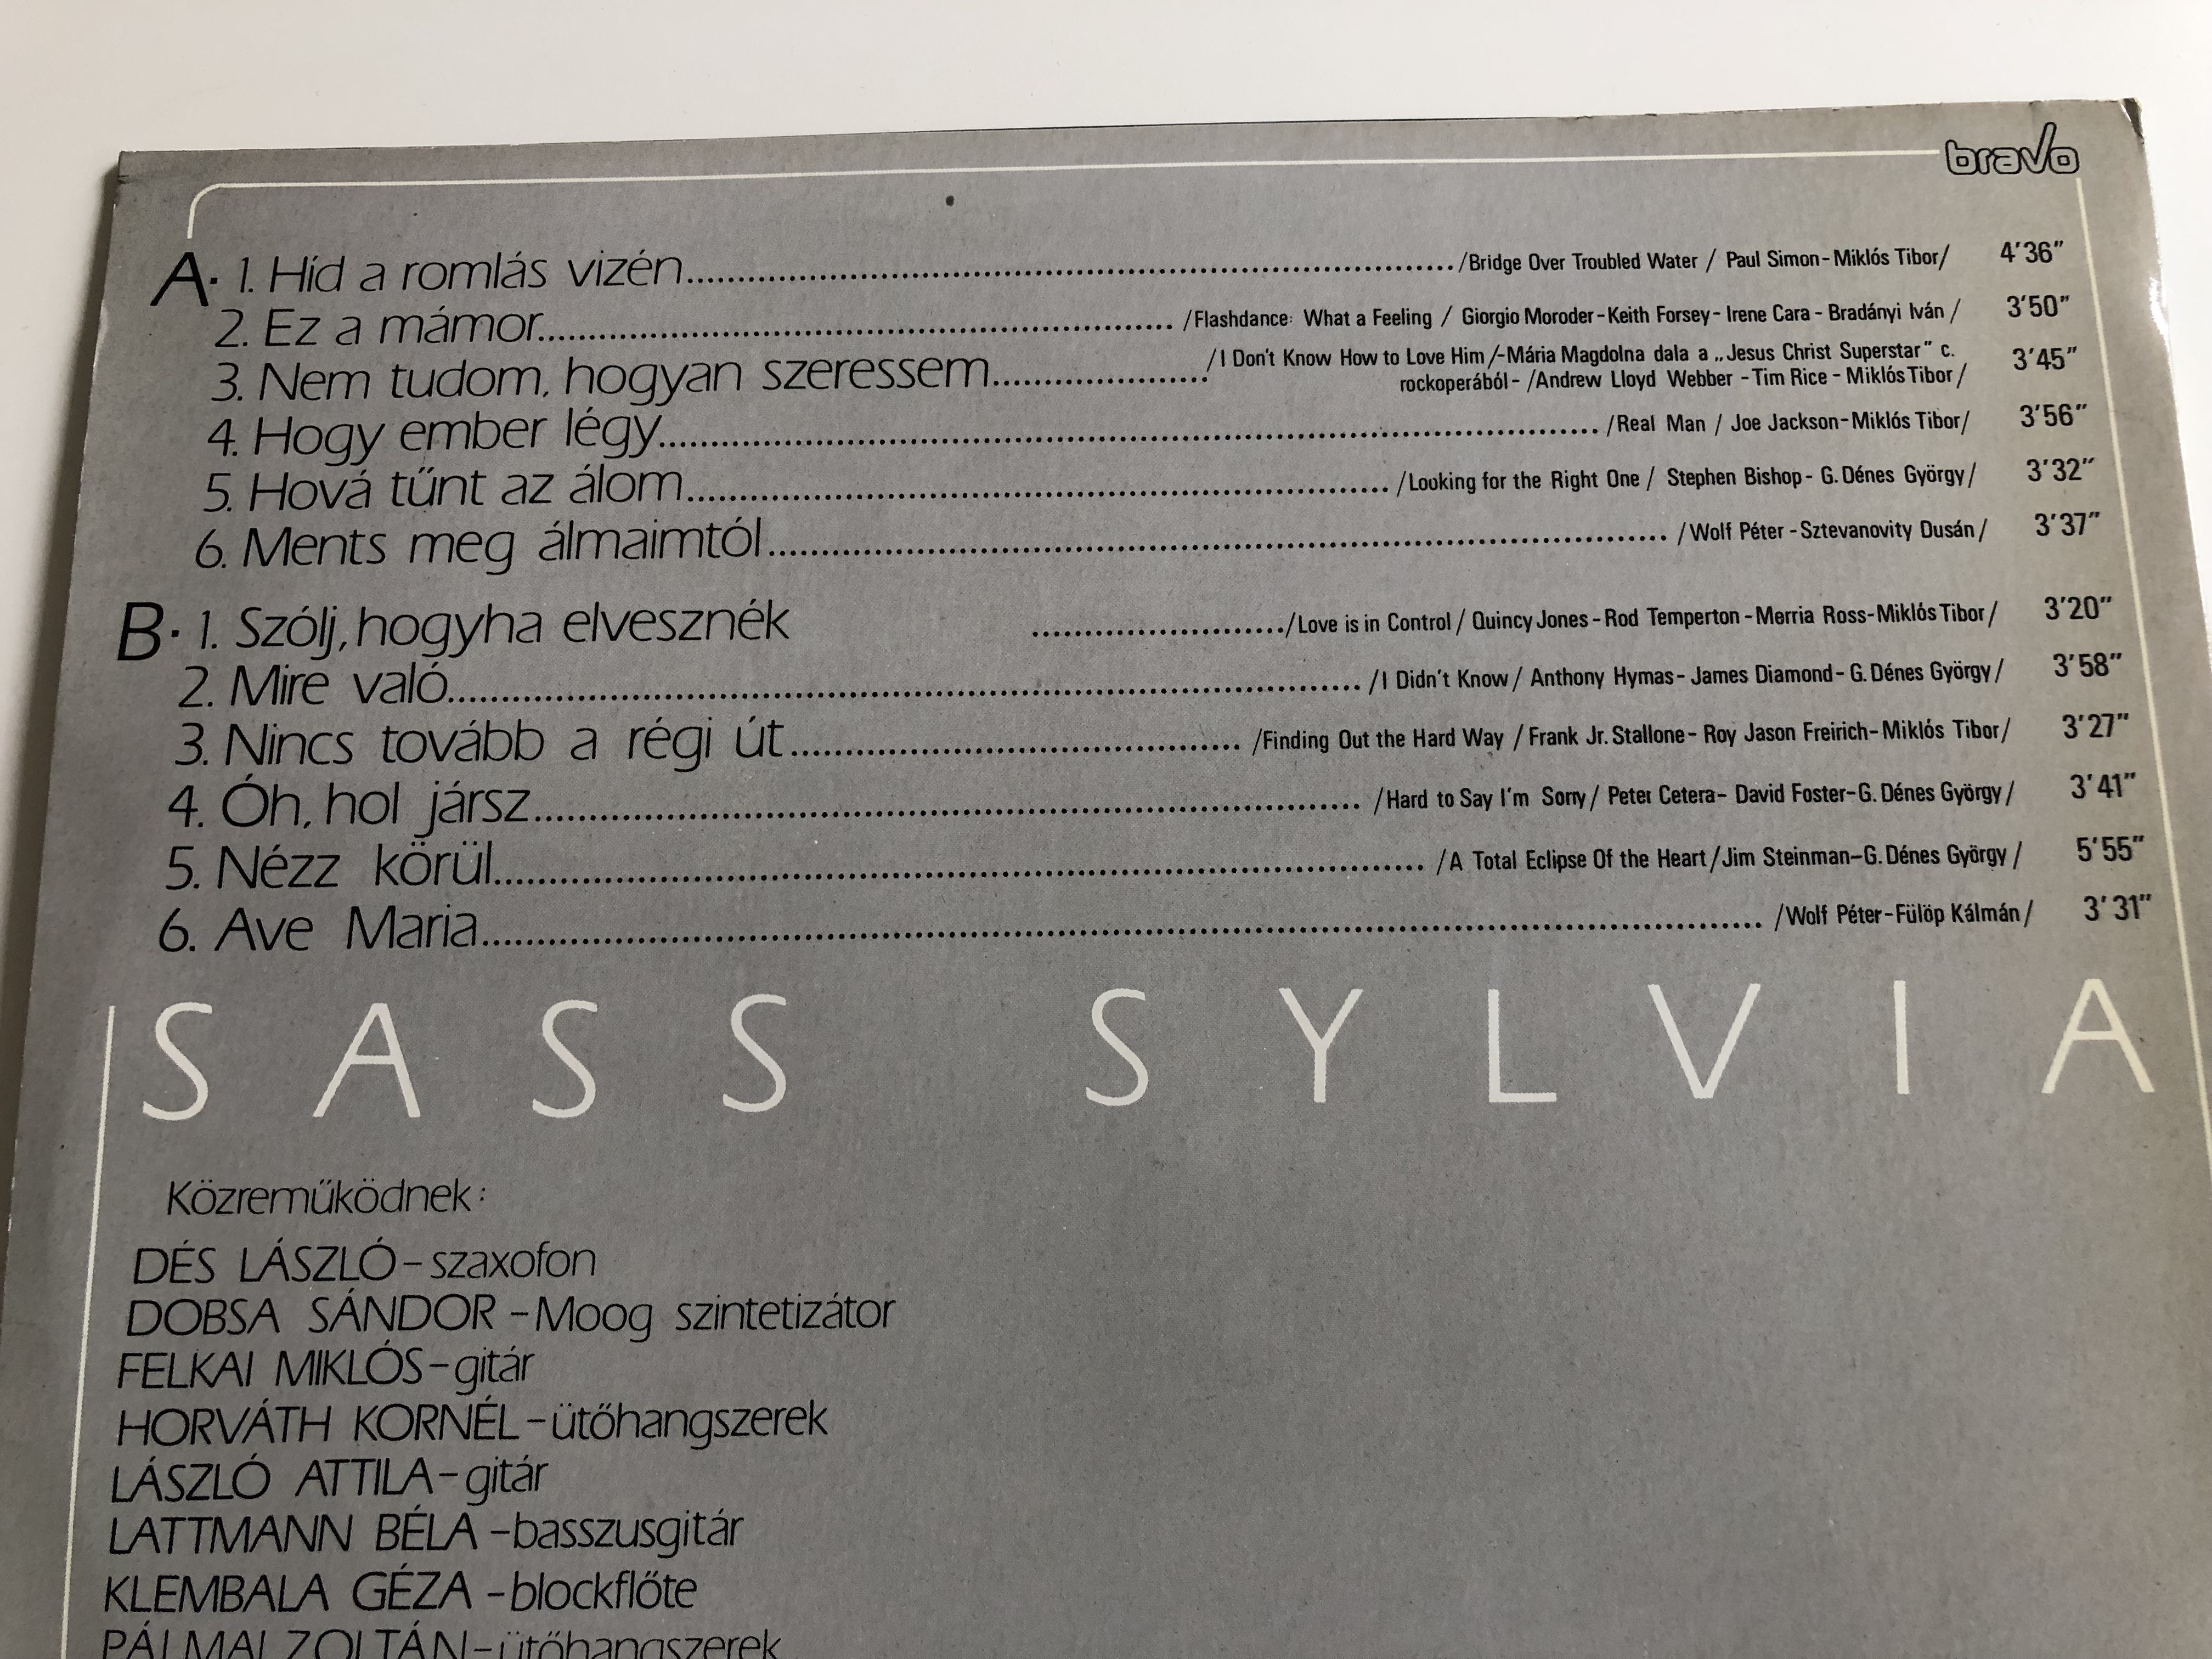 bravo
A. 1. Híd a romlás vizén................/Bridge Over Troubled Water / Paul Simon-Miklós Tibor/ 4'36"
2. Ez a mámor................/Flashdance: What a Feeling / Giorgio Moroder-Keith Forsey-Irene Cara-Bradányi Iván/ 3'50"
3. Nem tudom, hogyan szeressem................/I Don't Know How to Love Him/-Mária Magdolna dala a „Jesus Christ Superstar" c. 3'45"
rockoperából-/Andrew Lloyd Webber-Tim Rice-Miklós Tibor/
4. Hogy ember légy................/Real Man / Joe Jackson-Miklós Tibor/ 3'56"
5. Hová tűnt az álom................/Looking for the Right One/ Stephen Bishop-G. Dénes György/ 3'32"
6. Ments meg álmaimtól................/Wolf Péter-Sztevanovity Dusán/ 3'37"
B. 1. Szólj, hogyha elvesznék ................/Love is in Control/ Quincy Jones-Rod Temperton-Merria Ross-Miklós Tibor/ 3'20"
2. Mire való................/I Didn't Know/ Anthony Hymas-James Diamond-G. Dénes György/ 3'58"
3. Nincs tovább a régi út................/Finding Out the Hard Way /Frank Jr. Stallone-Roy Jason Freirich-Miklós Tibor/ 3'27"
4. Óh, hol jársz................/Hard to Say I'm Sorry/ Peter Cetera-David Foster-G. Dénes György/ 3'41"
5. Nézz körül................/A Total Eclipse Of the Heart/Jim Steinman-G. Dénes György/ 5'55"
6. Ave Maria................/Wolf Péter-Fülöp Kálmán/ 3'31"
SASS SYLVIA
Közreműködnek:
DÉS LÁSZLÓ-szaxofon
DOBSA SÁNDOR-Moog szintetizátor
FELKAI MIKLÓS-gitár
HORVÁTH KORNÉL-ütőhangszerek
LÁSZLÓ ATTILA-gitár
LATTMANN BÉLA-basszusgitár
KLEMBALA GÉZA-blockflőte
PÁLMAI ZOLTÁN-ütőhangszerek